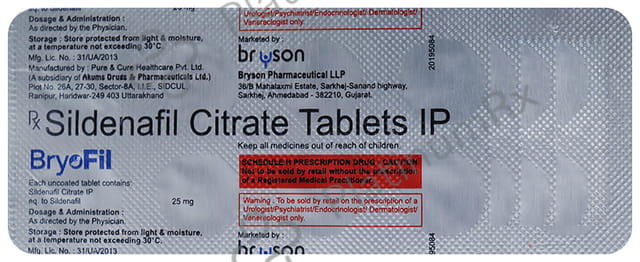 eq. to Sildenafil 25 mg
Dosage & Administration :
As directed by the Physician.
Storage : Store protected from light & moisture,
at a temperature not exceeding 30°C.
Mfg. Lic. No. : 31/UA/2013
Manufactured by : Pure & Cure Healthcare Pvt. Ltd.
(A subsidiary of Akums Drugs & Pharmaceuticals Ltd.)
Plot No. 26A, 27-30, Sector-8A, I.I.E., SIDCUL,
Ranipur, Haridwar-249 403 Uttarakhand
Urologist/Psychiatrist/Endocrinologist/ Dermatologist/
Venereologist only.
Marketed by :
bryson
Bryson Pharmaceutical LLP
36/B Mahalaxmi Estate, Sarkhej-Sanand highway,
Sarkhej, Ahmedabad - 382210, Gujarat.
20195084
Rx Sildenafil Citrate Tablets IP
Keep all medicines out of reach of children
BryoFil
Each uncoated tablet contains:
Sildenafil Citrate IP
eq. to Sildenafil 25 mg
Dosage & Administration :
As directed by the Physician.
Storage : Store protected from light & moisture,
at a temperature not exceeding 30°C.
Mfg. Lic. No. : 31/UA/2013
SCHEDULE H PRESCRIPTION DRUG - CAUTION
Not to be sold by retail without the prescription
of a Registered Medical Practitioner.
Warning : To be sold by retail on the prescription of a
Urologist/Psychiatrist/Endocrinologist/ Dermatologist/
Venereologist only.
Marketed by :
bryson
95084
PlatinumRx